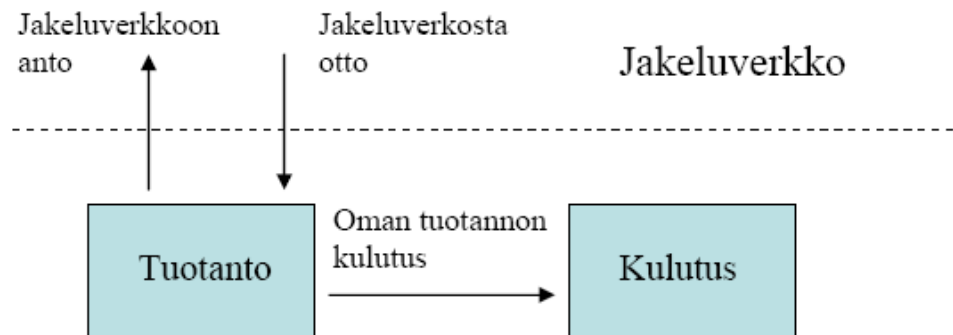 Jakeluverkkoon
anto
Jakeluverkosta
otto
Jakeluverkko
Oman tuotannon
kulutus
Tuotanto
Kulutus